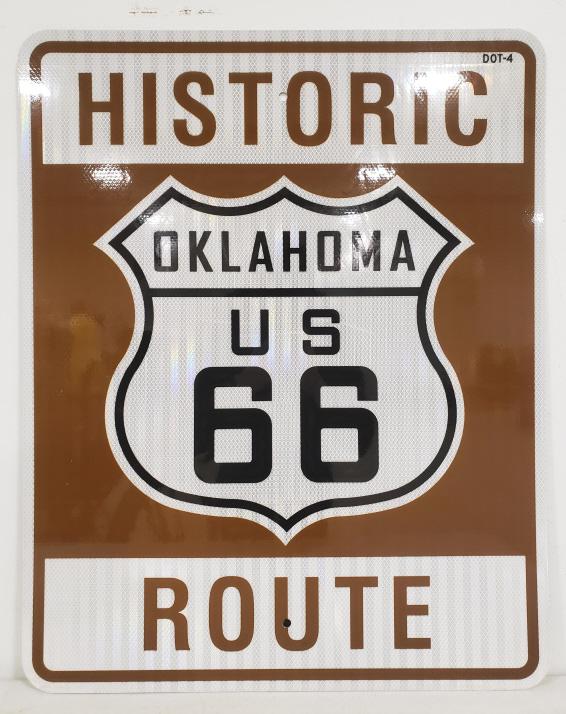 DOT-4
HISTORIC
OKLAHOMA
US
66
ROUTE